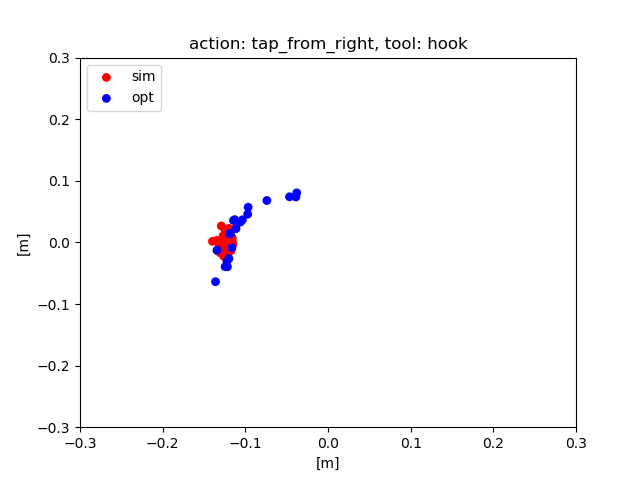 action: tap_from_right, tool: hook
sim
opt
0.3
0.2
0.1
0.0
−0.1
−0.2
−0.3
[m]
−0.3 −0.2 −0.1 0.0 0.1 0.2 0.3
[m]